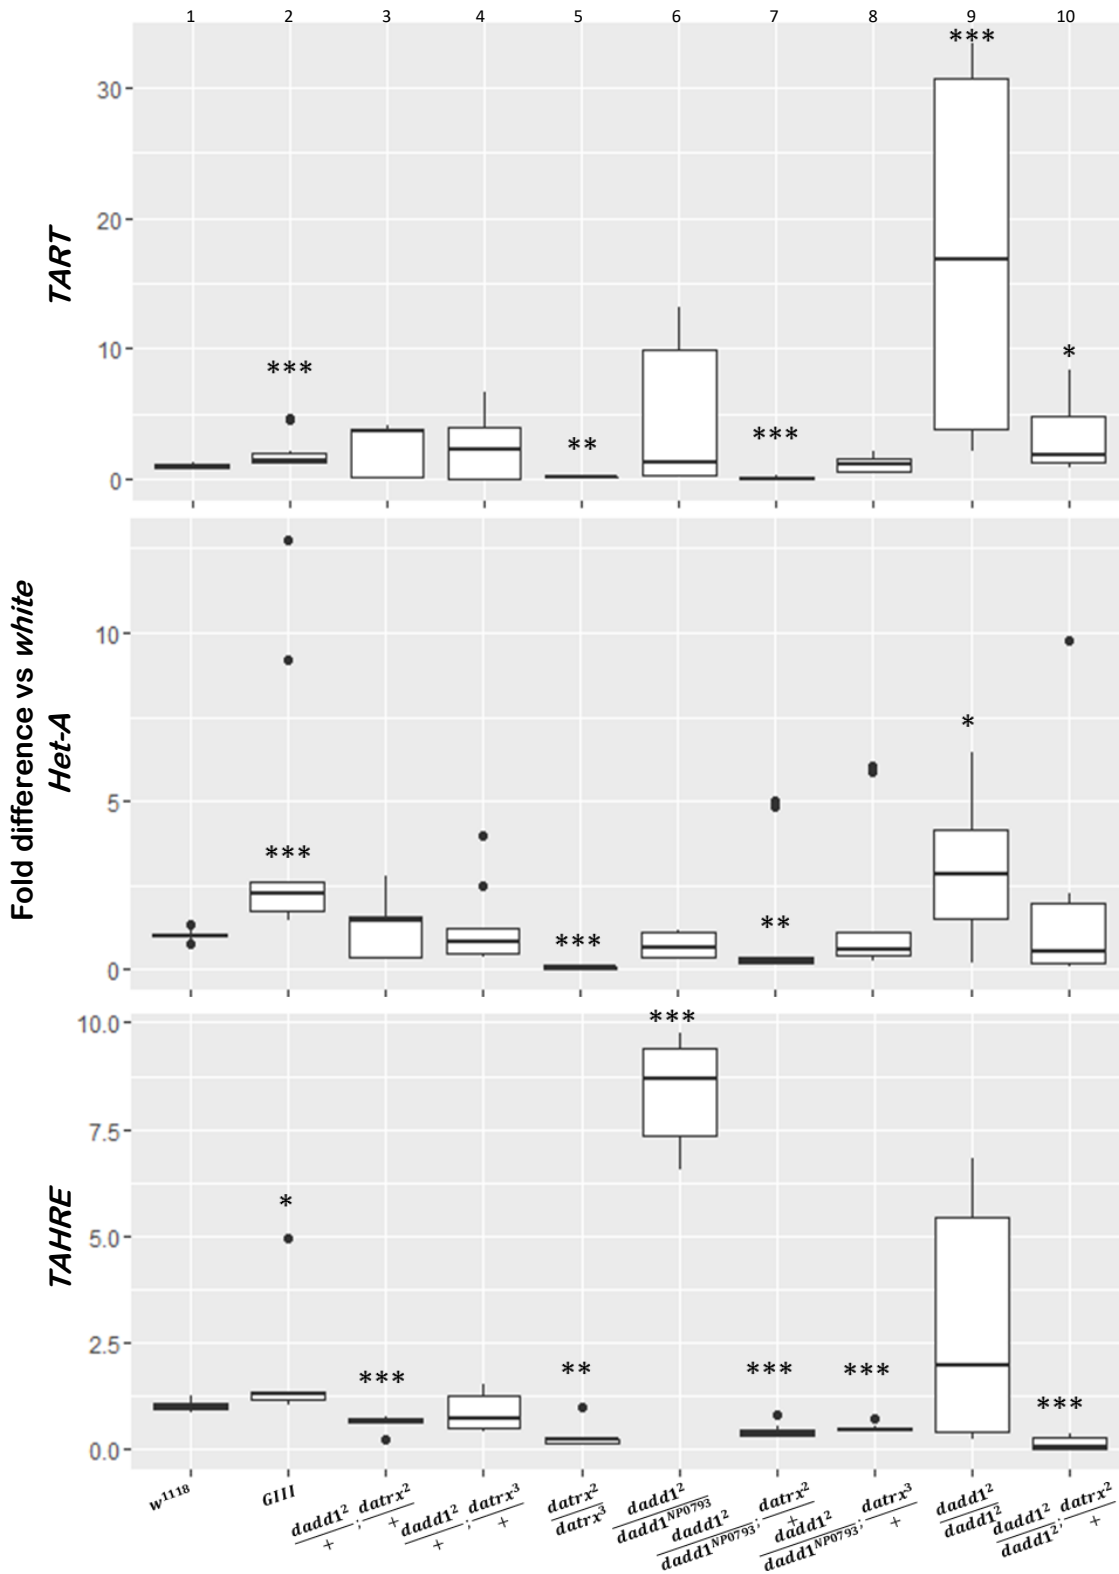 1 2 3 4 5 6 7 8 9 10
Fold difference vs white
TART
30
20
10
0
***
**
***
***
*
Het-A
10
5
0
***
***
**
*
TAHRE
10.0
7.5
5.0
2.5
0.0
*
***
**
***
***
***
***
w¹¹¹⁸
GIII
dadd1²/+ ; datrx²/+
dadd1²/+ ; datrx³/+
datrx²/datrx³
dadd1²/dadd1ᴺᴾ⁰⁷⁹³
dadd1²/dadd1ᴺᴾ⁰⁷⁹³; datrx²/+
dadd1²/dadd1ᴺᴾ⁰⁷⁹³; datrx³/+
dadd1²/dadd1²
dadd1²/dadd1²; datrx²/+